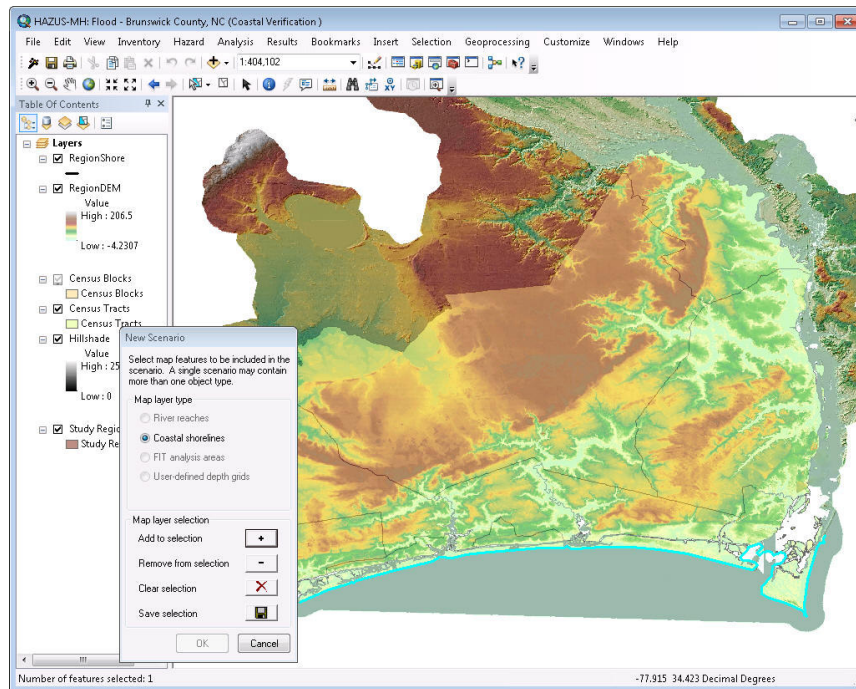 HAZUS-MH: Flood - Brunswick County, NC (Coastal Verification )
File Edit View Inventory Hazard Analysis Results Bookmarks Insert Selection Geoprocessing Customize Windows Help
1:404,102
Table Of Contents
Layers
RegionShore
RegionDEM
Value
High : 206.5
Low : -4.2307
Census Blocks
Census Blocks
Census Tracts
Census Tracts
Hillshade
Value
High : 25
Low : 0
Study Regi
Study Re
New Scenario
Select map features to be included in the
scenario. A single scenario may contain
more than one object type.
Map layer type
River reaches
Coastal shorelines
FIT analysis areas
User-defined depth grids
Map layer selection
Add to selection +
Remove from selection -
Clear selection
Save selection
OK Cancel
Number of features selected: 1
-77.915 34.423 Decimal Degrees